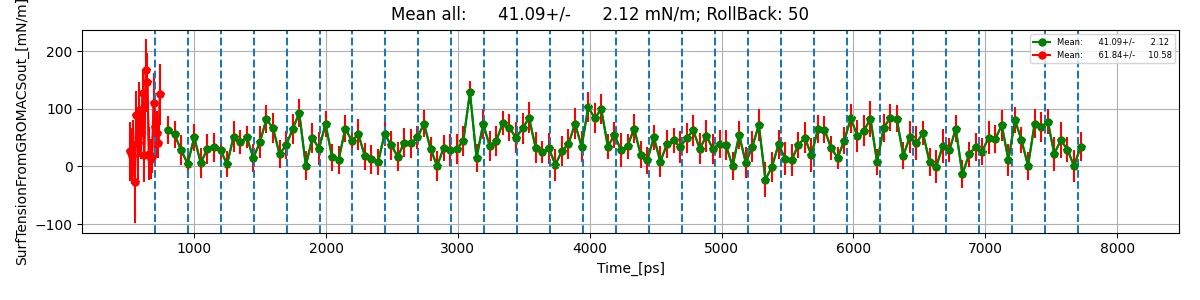 Mean all: 41.09+/- 2.12 mN/m; RollBack: 50
SurfTensionFromGROMACSout_[mN/m]
200
100
0
−100
Mean: 41.09+/- 2.12
Mean: 61.84+/- 10.58
1000 2000 3000 4000 5000 6000 7000 8000
Time_[ps]